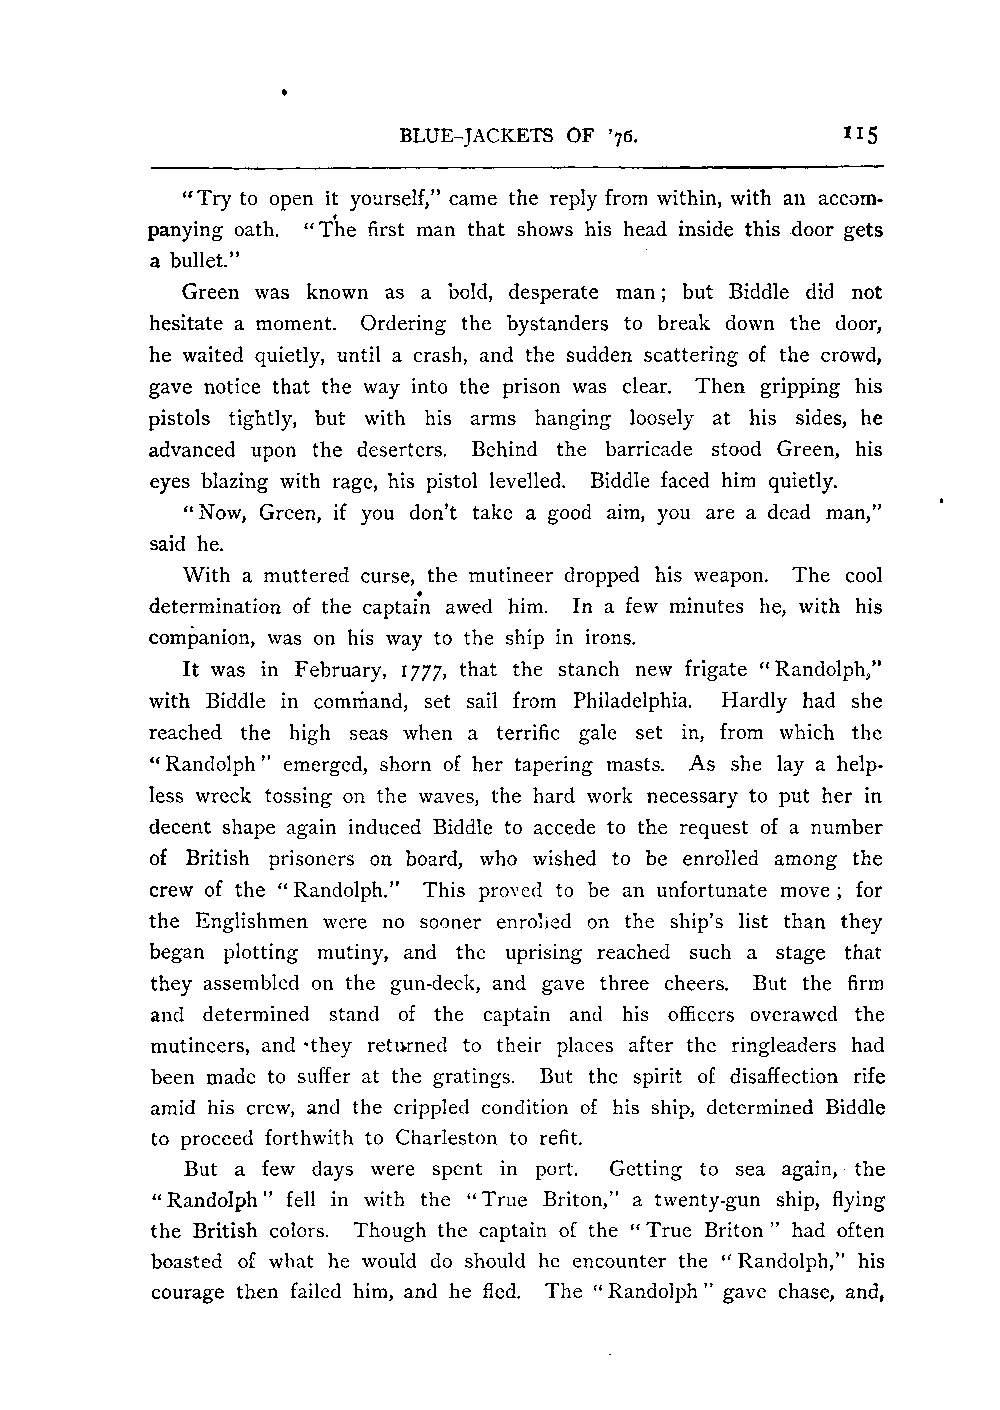 BLUE-JACKETS OF '76. 115
"Try to open it yourself," came the reply from within, with an accom-
panying oath. "The first man that shows his head inside this door gets
a bullet."
Green was known as a bold, desperate man; but Biddle did not
hesitate a moment. Ordering the bystanders to break down the door,
he waited quietly, until a crash, and the sudden scattering of the crowd,
gave notice that the way into the prison was clear. Then gripping his
pistols tightly, but with his arms hanging loosely at his sides, he
advanced upon the deserters. Behind the barricade stood Green, his
eyes blazing with rage, his pistol levelled. Biddle faced him quietly.
"Now, Green, if you don't take a good aim, you are a dead man,"
said he.
With a muttered curse, the mutineer dropped his weapon. The cool
determination of the captain awed him. In a few minutes he, with his
companion, was on his way to the ship in irons.
It was in February, 1777, that the stanch new frigate "Randolph,"
with Biddle in command, set sail from Philadelphia. Hardly had she
reached the high seas when a terrific gale set in, from which the
"Randolph" emerged, shorn of her tapering masts. As she lay a help-
less wreck tossing on the waves, the hard work necessary to put her in
decent shape again induced Biddle to accede to the request of a number
of British prisoners on board, who wished to be enrolled among the
crew of the "Randolph." This proved to be an unfortunate move; for
the Englishmen were no sooner enrolled on the ship's list than they
began plotting mutiny, and the uprising reached such a stage that
they assembled on the gun-deck, and gave three cheers. But the firm
and determined stand of the captain and his officers overawed the
mutineers, and they returned to their places after the ringleaders had
been made to suffer at the gratings. But the spirit of disaffection rife
amid his crew, and the crippled condition of his ship, determined Biddle
to proceed forthwith to Charleston to refit.
But a few days were spent in port. Getting to sea again, the
"Randolph" fell in with the "True Briton," a twenty-gun ship, flying
the British colors. Though the captain of the "True Briton" had often
boasted of what he would do should he encounter the "Randolph," his
courage then failed him, and he fled. The "Randolph" gave chase, and,